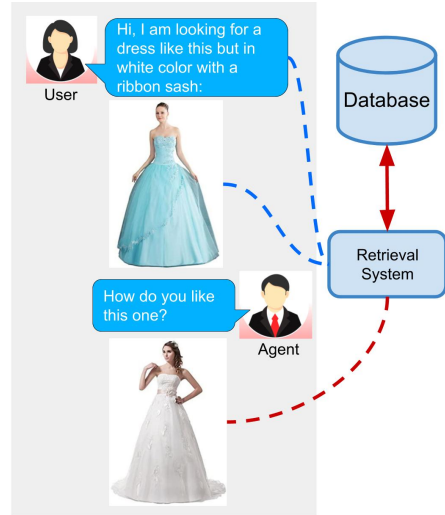 Hi, I am looking for a
dress like this but in
white color with a
ribbon sash:
User
Database
Retrieval
System
How do you like
this one?
Agent